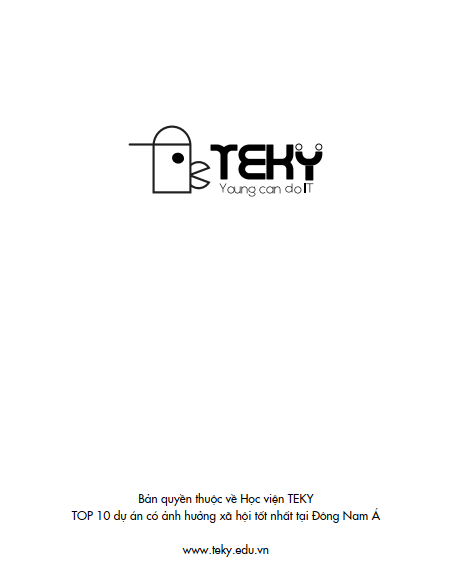 TEKY
Young can do IT
Bản quyền thuộc về Học viện TEKY
TOP 10 dự án có ảnh hưởng xã hội tốt nhất tại Đông Nam Á
www.teky.edu.vn